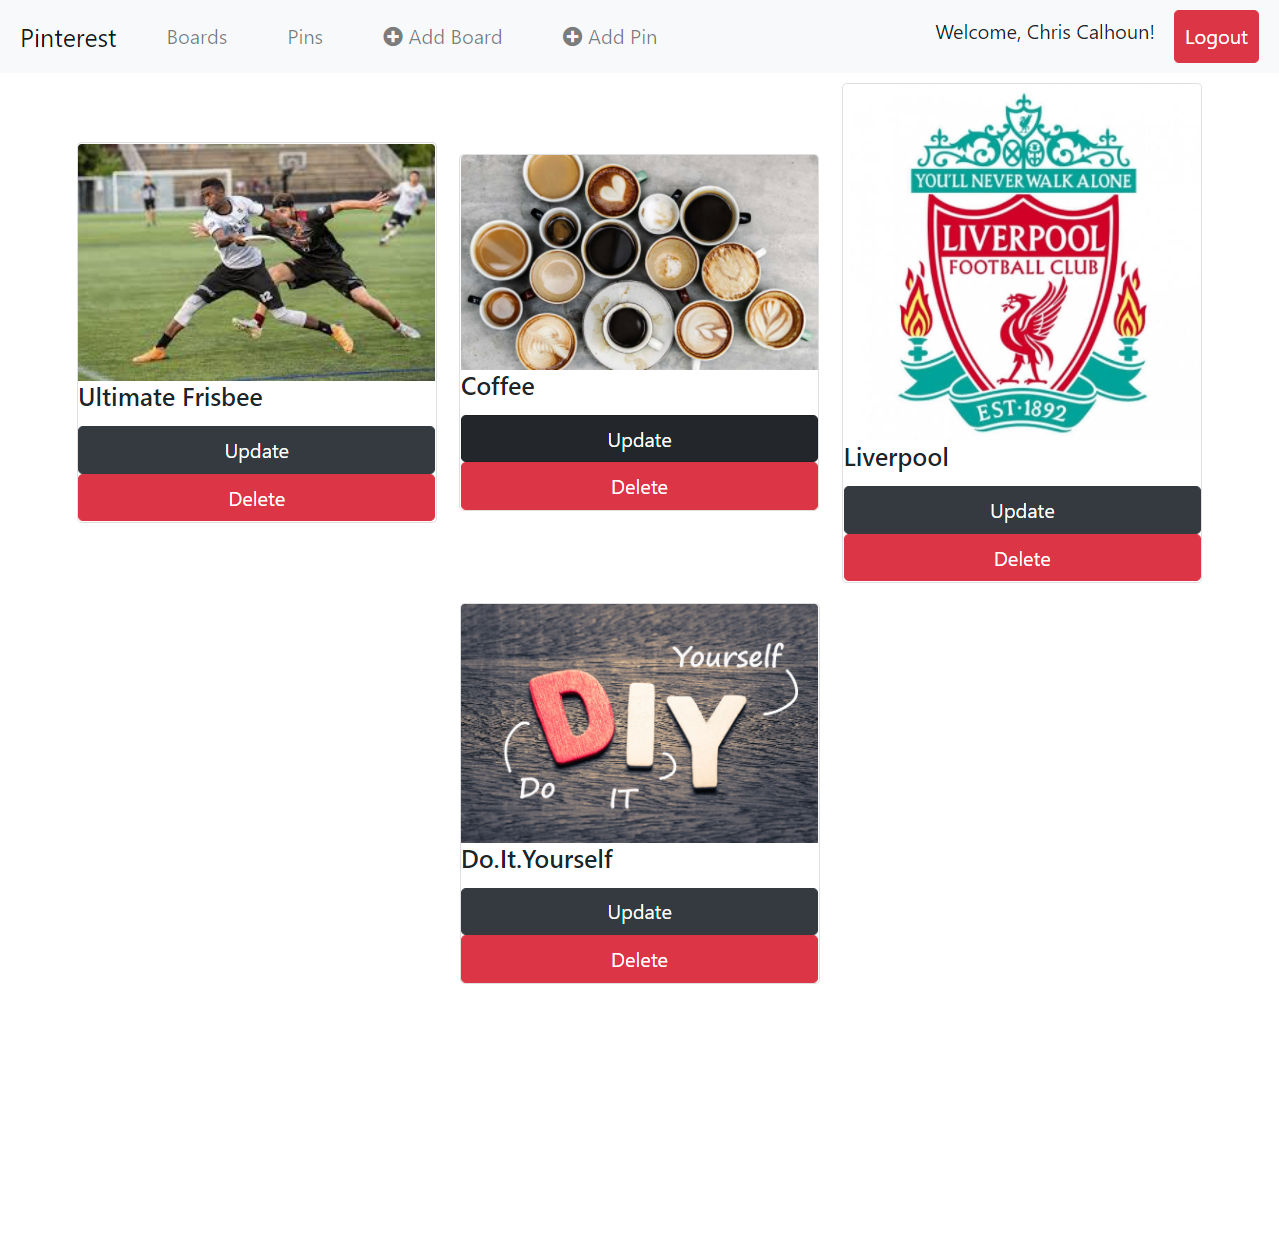 Pinterest
Boards
Pins
Add Board
Add Pin
Welcome, Chris Calhoun!
Logout
Ultimate Frisbee
Update
Delete
Coffee
Update
Delete
YOU'LL NEVER WALK ALONE
LIVERPOOL
FOOTBALL CLUB
EST·1892
Liverpool
Update
Delete
Yourself
DIY
Do
IT
Do.It.Yourself
Update
Delete